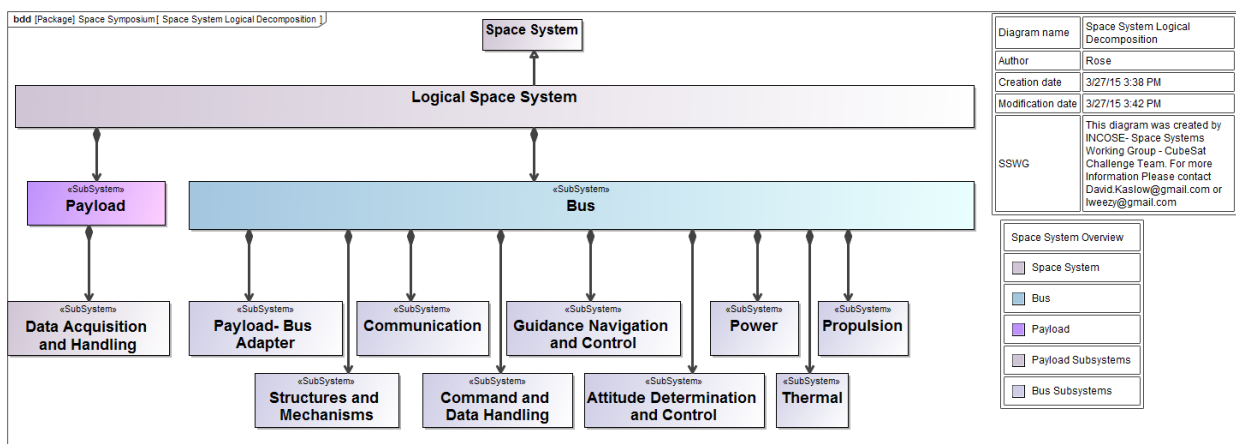 bdd [Package] Space Symposium[ Space System Logical Decomposition ]
Space System
Logical Space System
«SubSystem»
Payload
«SubSystem»
Bus
«SubSystem»
Data Acquisition
and Handling
«SubSystem»
Payload- Bus
Adapter
«SubSystem»
Communication
«SubSystem»
Guidance Navigation
and Control
«SubSystem»
Power
«SubSystem»
Propulsion
«SubSystem»
Structures and
Mechanisms
«SubSystem»
Command and
Data Handling
«SubSystem»
Attitude Determination
and Control
«SubSystem»
Thermal
Diagram name
Space System Logical
Decomposition
Author
Rose
Creation date
3/27/15 3:38 PM
Modification date
3/27/15 3:42 PM
SSWG
This diagram was created by
INCOSE- Space Systems
Working Group - CubeSat
Challenge Team. For more
Information Please contact
David.Kaslow@gmail.com or
lweezy@gmail.com
Space System Overview
Space System
Bus
Payload
Payload Subsystems
Bus Subsystems